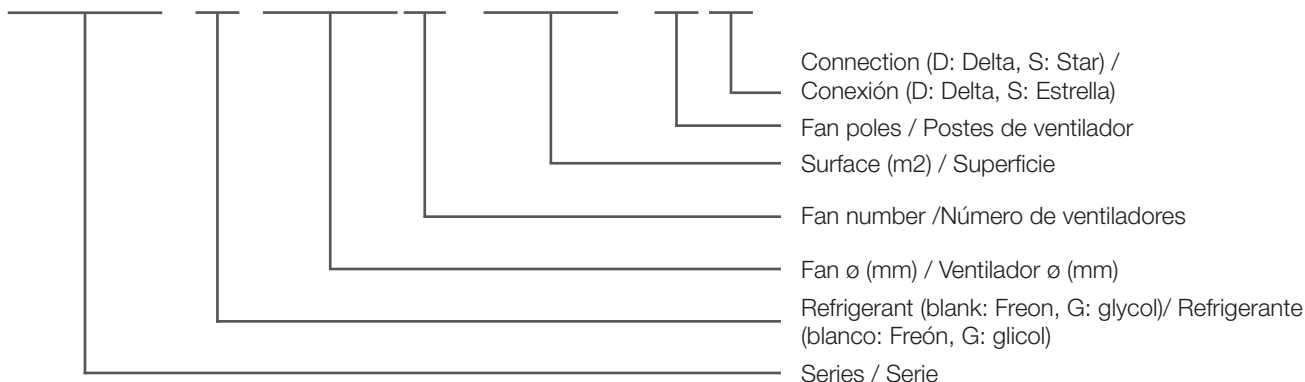 Connection (D: Delta, S: Star) /
Conexión (D: Delta, S: Estrella)
Fan poles / Postes de ventilador
Surface (m2) / Superficie
Fan number /Número de ventiladores
Fan ø (mm) / Ventilador ø (mm)
Refrigerant (blank: Freon, G: glycol)/ Refrigerante
(blanco: Freón, G: glicol)
Series / Serie